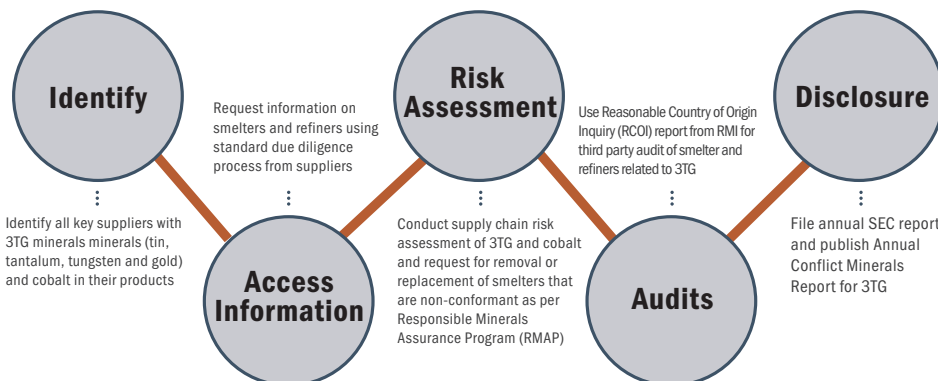 Identify
Identify all key suppliers with
3TG minerals minerals (tin,
tantalum, tungsten and gold)
and cobalt in their products
Request information on
smelters and refiners using
standard due diligence
process from suppliers
Access
Information
Risk
Assessment
Conduct supply chain risk
assessment of 3TG and cobalt
and request for removal or
replacement of smelters that
are non-conformant as per
Responsible Minerals
Assurance Program (RMAP)
Use Reasonable Country of Origin
Inquiry (RCOI) report from RMI for
third party audit of smelter and
refiners related to 3TG
Audits
Disclosure
File annual SEC report
and publish Annual
Conflict Minerals
Report for 3TG